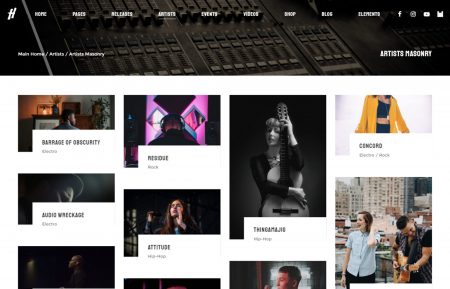 HOME PAGES RELEASES ARTISTS EVENTS VIDEOS SHOP BLOG ELEMENTS
Main Home / Artists / Artists Masonry
ARTISTS MASONRY
BARRAGE OF OBSCURITY
Electro
RESIDUE
Rock
THINGAMAJIG
Hip-Hop
CONCORD
Electro / Rock
AUDIO WRECKAGE
Electro
ATTITUDE
Hip-Hop